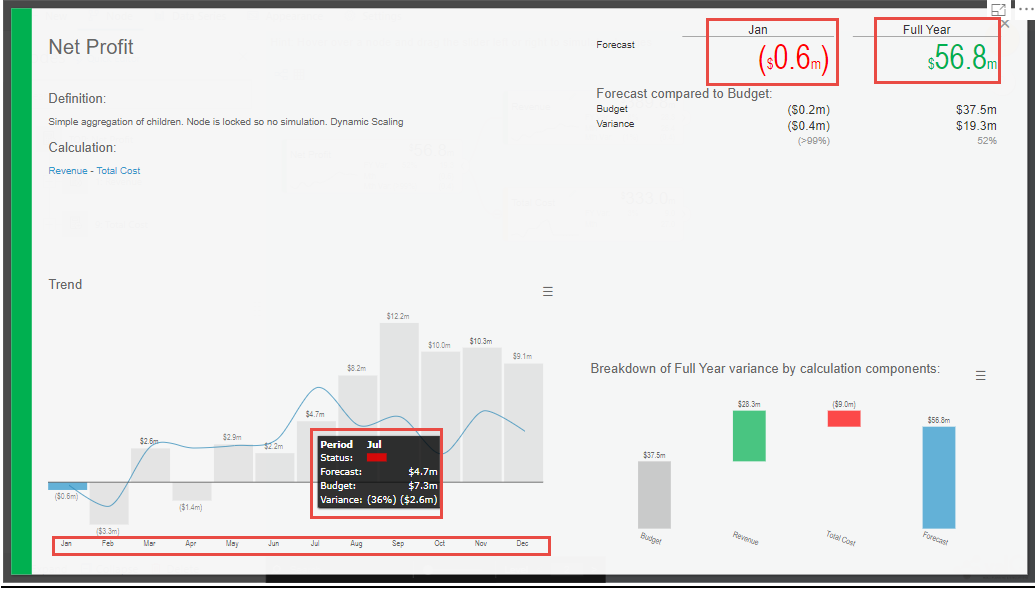 Net Profit
Jan
Full Year
Forecast
($0.6m)
$56.8m
Definition:
Simple aggregation of children. Node is locked so no simulation. Dynamic Scaling
Calculation:
Revenue - Total Cost
Forecast compared to Budget:
Budget ($0.2m) $37.5m
Variance ($0.4m) $19.3m
(>99%) 52%
Trend
$12.2m
$10.0m
$10.3m
$9.1m
$8.2m
$4.7m
$2.6m
$2.9m
$2.2m
($0.6m)
($1.4m)
($3.3m)
Period Jul
Status:
Forecast: $4.7m
Budget: $7.3m
Variance: (36%) ($2.6m)
Jan Feb Mar Apr May Jun Jul Aug Sep Oct Nov Dec
Breakdown of Full Year variance by calculation components:
$37.5m
$28.3m
($9.0m)
$56.8m
Budget
Revenue
Total Cost
Forecast